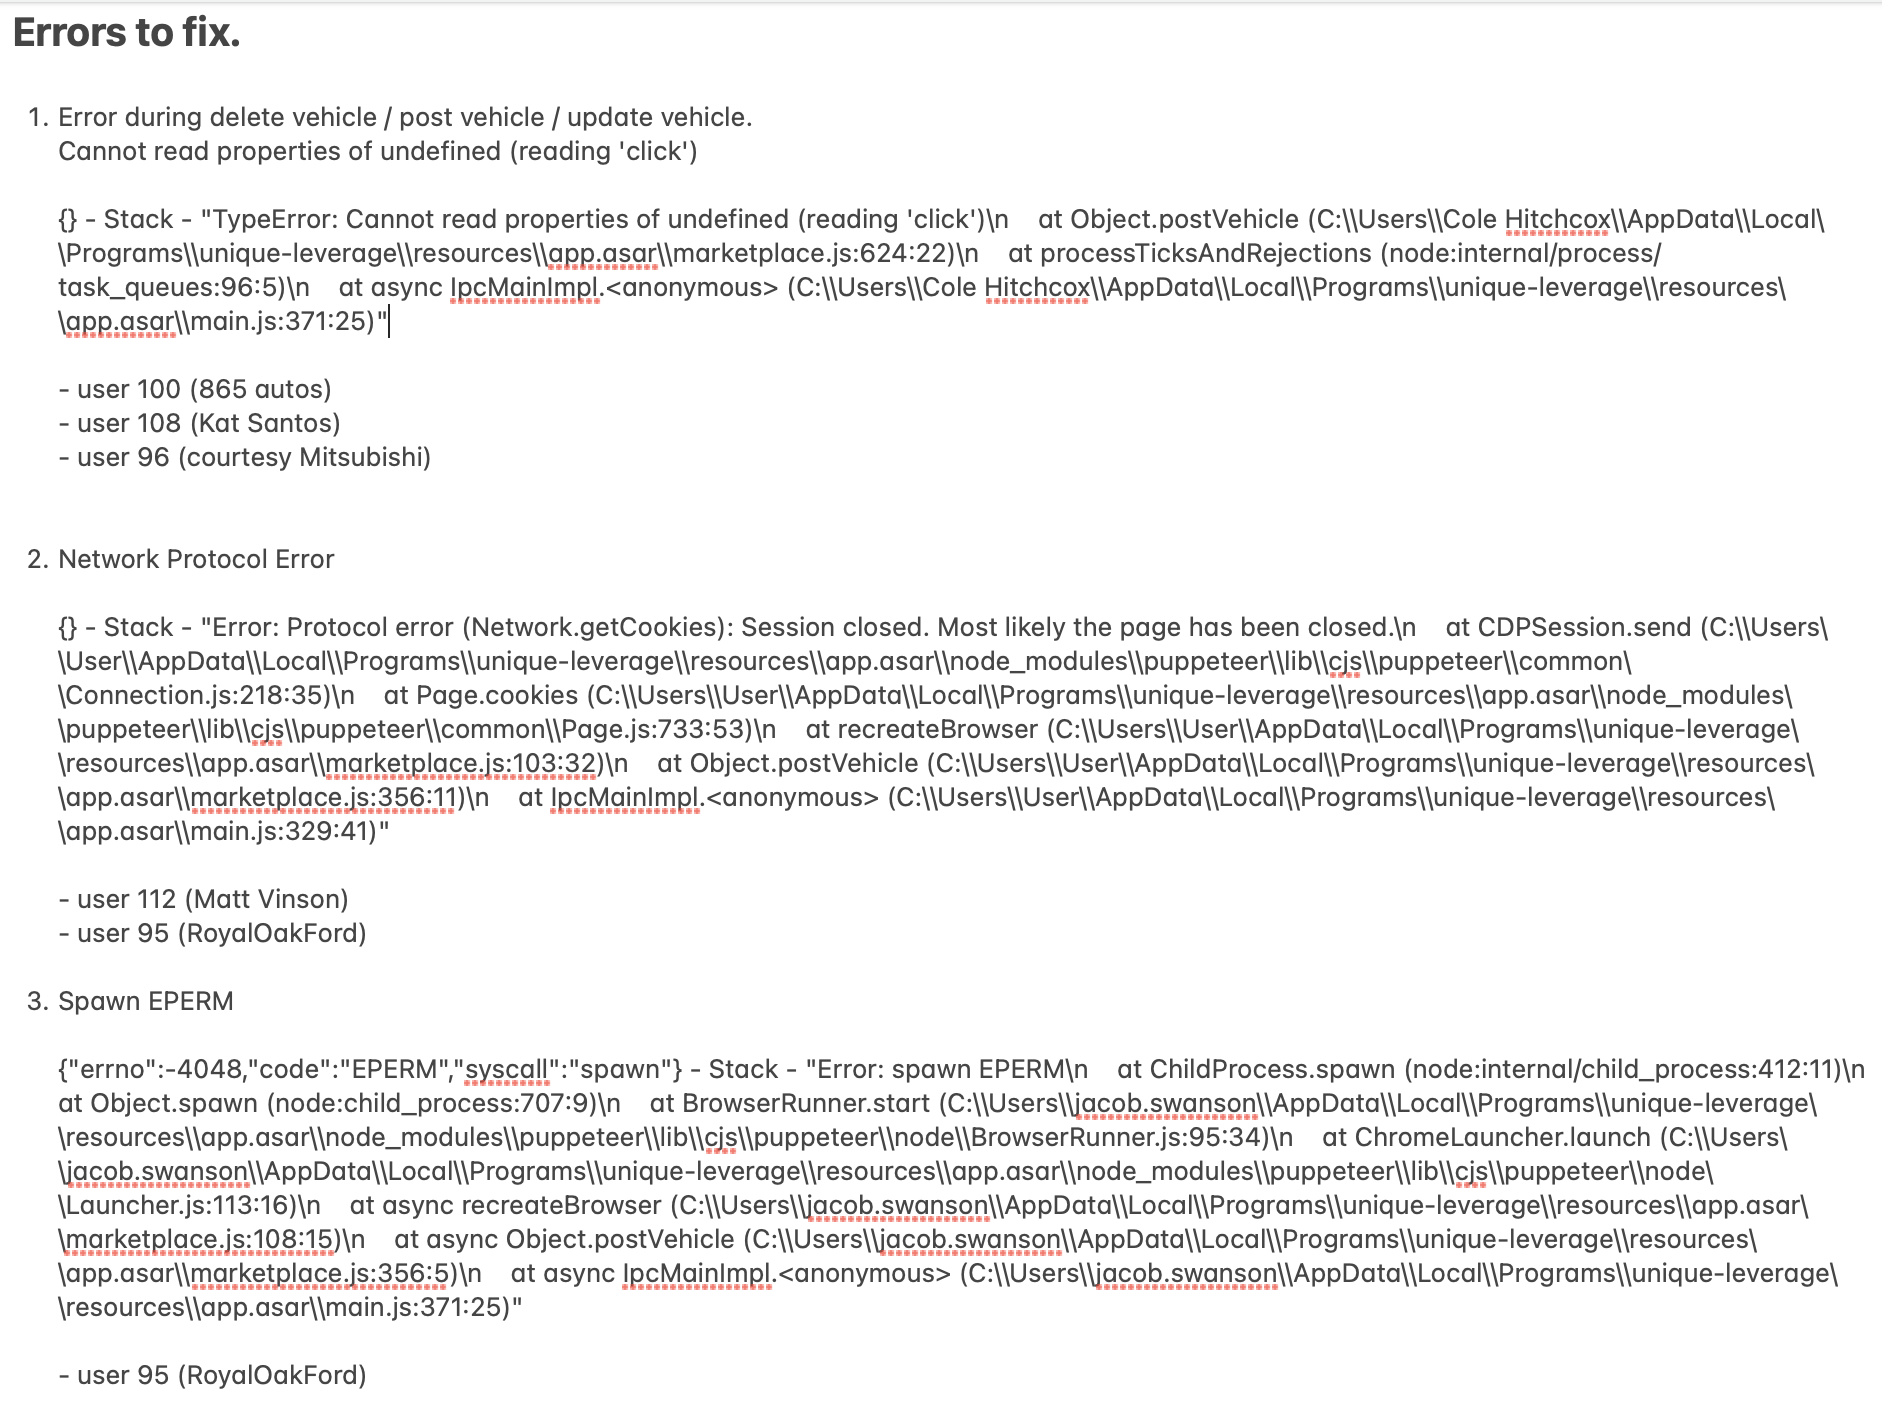 Errors to fix.
1. Error during delete vehicle / post vehicle / update vehicle.
Cannot read properties of undefined (reading 'click')
{} - Stack - "TypeError: Cannot read properties of undefined (reading 'click')\n    at Object.postVehicle (C:\\Users\\Cole Hitchcox\\AppData\\Local\
\Programs\\unique-leverage\\resources\\app.asar\\marketplace.js:624:22)\n    at processTicksAndRejections (node:internal/process/
task_queues:96:5)\n    at async IpcMainImpl.<anonymous> (C:\\Users\\Cole Hitchcox\\AppData\\Local\\Programs\\unique-leverage\\resources\
\app.asar\\main.js:371:25)"
- user 100 (865 autos)
- user 108 (Kat Santos)
- user 96 (courtesy Mitsubishi)
2. Network Protocol Error
{} - Stack - "Error: Protocol error (Network.getCookies): Session closed. Most likely the page has been closed.\n    at CDPSession.send (C:\\Users\
\User\\AppData\\Local\\Programs\\unique-leverage\\resources\\app.asar\\node_modules\\puppeteer\\lib\\cjs\\puppeteer\\common\
\Connection.js:218:35)\n    at Page.cookies (C:\\Users\\User\\AppData\\Local\\Programs\\unique-leverage\\resources\\app.asar\\node_modules\
\puppeteer\\lib\\cjs\\puppeteer\\common\\Page.js:733:53)\n    at recreateBrowser (C:\\Users\\User\\AppData\\Local\\Programs\\unique-leverage\
\resources\\app.asar\\marketplace.js:103:32)\n    at Object.postVehicle (C:\\Users\\User\\AppData\\Local\\Programs\\unique-leverage\\resources\
\app.asar\\marketplace.js:356:11)\n    at IpcMainImpl.<anonymous> (C:\\Users\\User\\AppData\\Local\\Programs\\unique-leverage\\resources\
\app.asar\\main.js:329:41)"
- user 112 (Matt Vinson)
- user 95 (RoyalOakFord)
3. Spawn EPERM
{"errno":-4048,"code":"EPERM","syscall":"spawn"} - Stack - "Error: spawn EPERM\n    at ChildProcess.spawn (node:internal/child_process:412:11)\n
at Object.spawn (node:child_process:707:9)\n    at BrowserRunner.start (C:\\Users\\jacob.swanson\\AppData\\Local\\Programs\\unique-leverage\
\resources\\app.asar\\node_modules\\puppeteer\\lib\\cjs\\puppeteer\\node\\BrowserRunner.js:95:34)\n    at ChromeLauncher.launch (C:\\Users\
\jacob.swanson\\AppData\\Local\\Programs\\unique-leverage\\resources\\app.asar\\node_modules\\puppeteer\\lib\\cjs\\puppeteer\\node\
\Launcher.js:113:16)\n    at async recreateBrowser (C:\\Users\\jacob.swanson\\AppData\\Local\\Programs\\unique-leverage\\resources\\app.asar\
\marketplace.js:108:15)\n    at async Object.postVehicle (C:\\Users\\jacob.swanson\\AppData\\Local\\Programs\\unique-leverage\\resources\
\app.asar\\marketplace.js:356:5)\n    at async IpcMainImpl.<anonymous> (C:\\Users\\jacob.swanson\\AppData\\Local\\Programs\\unique-leverage\
\resources\\app.asar\\main.js:371:25)"
- user 95 (RoyalOakFord)